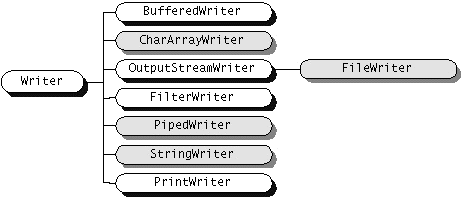 BufferedWriter
CharArrayWriter
OutputStreamWriter
FileWriter
Writer
FilterWriter
PipedWriter
StringWriter
PrintWriter